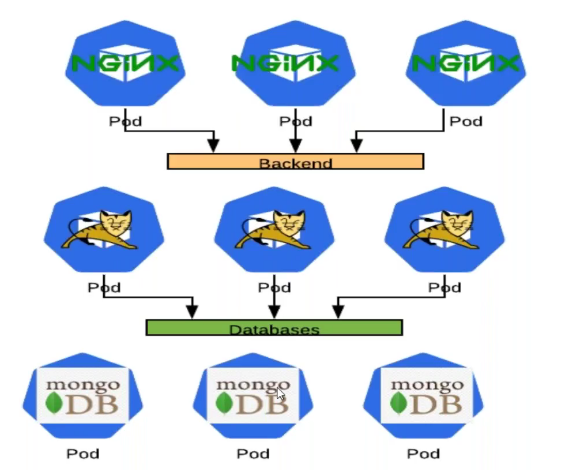 NGiNX NGiNX NGiNX
Pod Pod Pod
Backend
Pod Pod Pod
Databases
mongo mongo mongo
DB DB DB
Pod Pod Pod